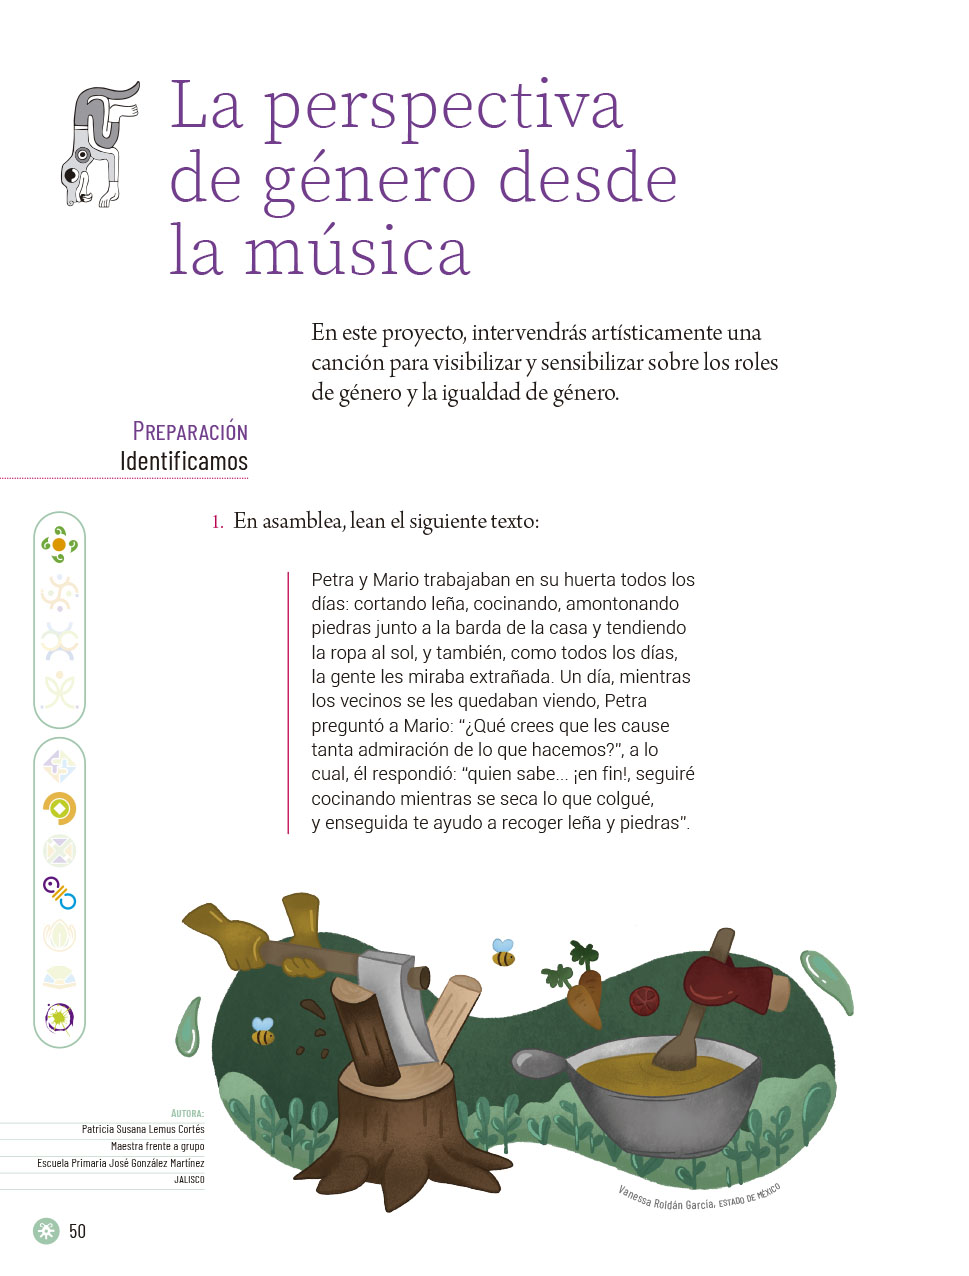 La perspectiva
de género desde
la música
En este proyecto, intervendrás artísticamente una
canción para visibilizar y sensibilizar sobre los roles
de género y la igualdad de género.
PREPARACIÓN
Identificamos
1. En asamblea, lean el siguiente texto:
Petra y Mario trabajaban en su huerta todos los
días: cortando leña, cocinando, amontonando
piedras junto a la barda de la casa y tendiendo
la ropa al sol, y también, como todos los días,
la gente les miraba extrañada. Un día, mientras
los vecinos se les quedaban viendo, Petra
preguntó a Mario: “¿Qué crees que les cause
tanta admiración de lo que hacemos?”, a lo
cual, él respondió: “quien sabe... ¡en fin!, seguiré
cocinando mientras se seca lo que colgué,
y enseguida te ayudo a recoger leña y piedras”.
AUTORA:
Patricia Susana Lemus Cortés
Maestra frente a grupo
Escuela Primaria José González Martínez
JALISCO
Vanessa Roldán García, ESTADO DE MÉXICO
50